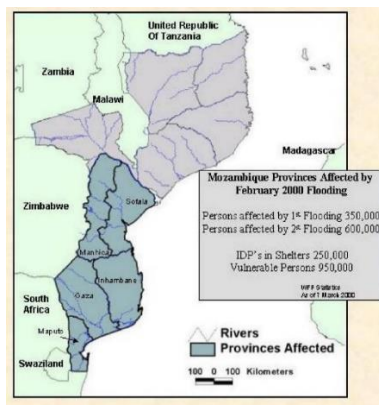 United Republic
Of Tanzania
Zambia
Malawi
Madagascar
Mozambique Provinces Affected by
February 2000 Flooding
Zimbabwe
Sofala
Persons affected by 1st Flooding 350,000
Persons affected by 2st Flooding 600,000
Manhica
IDP's in Shelters 250,000
Vulnerable Persons 950,000
Inhambane
South
Africa
Gaza
WFP Statistics
As of 1 March 2000
Maputo
Rivers
Provinces Affected
Swaziland
100 0 100 Kilometers